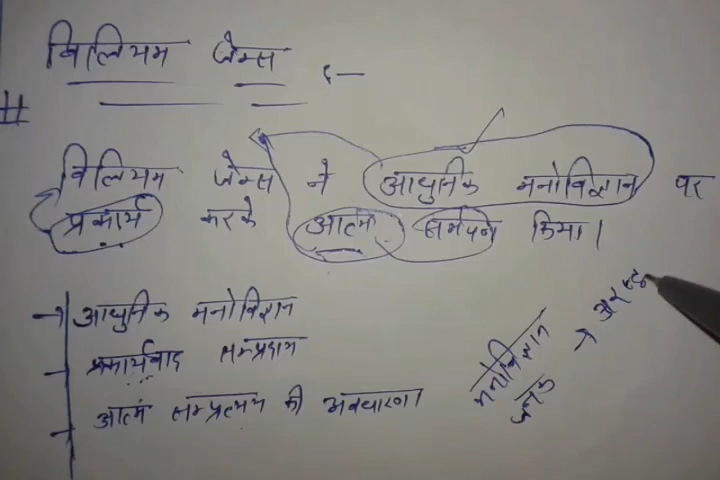 # विलियम जेम्स :-
विलियम जेम्स ने आधुनिक मनोविज्ञान पर
प्रकार्य करके आत्म समर्पण किया।
→ आधुनिक मनोविज्ञान
प्रकार्यवाद सम्प्रदाय
आत्म सम्प्रत्यय की अवधारणा
मनोविज्ञान
जनक →